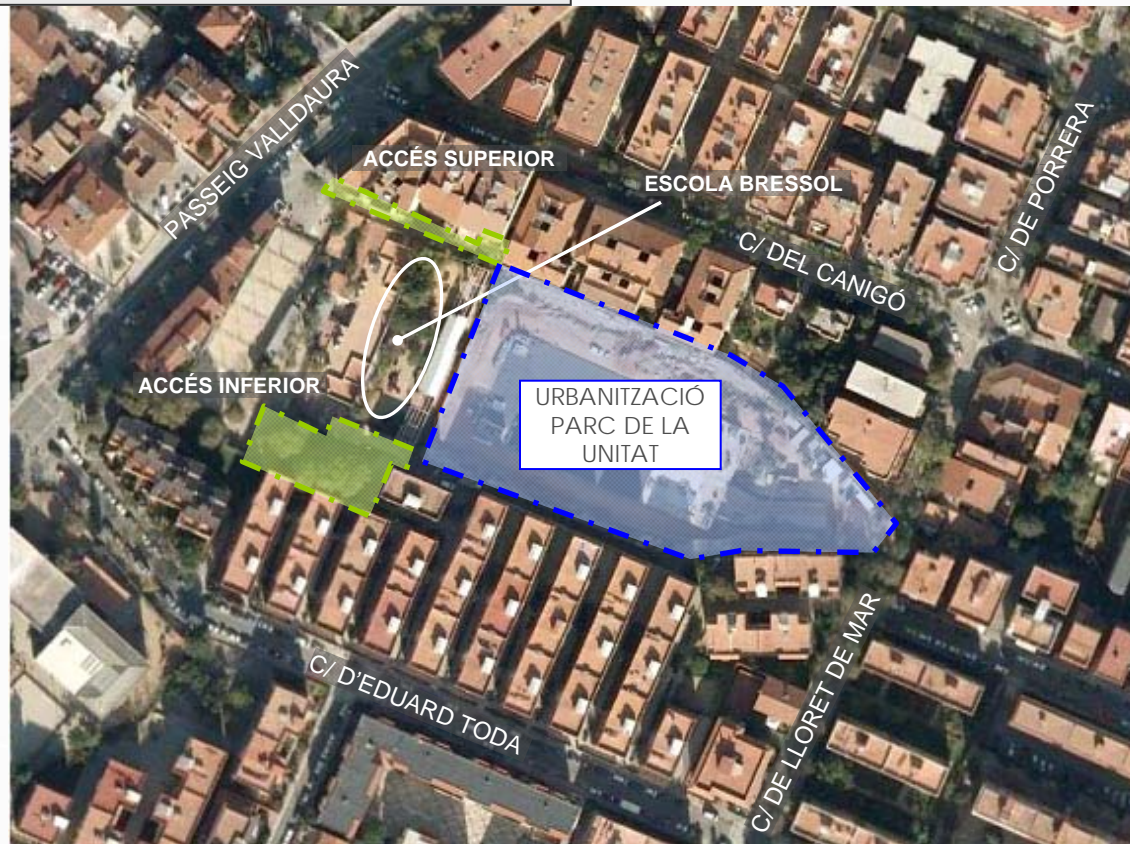 PASSEIG VALLDAURA
ACCÉS SUPERIOR
ESCOLA BRESSOL
C/ DE PORRERA
C/ DEL CANIGÓ
ACCÉS INFERIOR
URBANITZACIÓ
PARC DE LA
UNITAT
C/ D'EDUARD TODA
C/ DE LLORET DE MAR